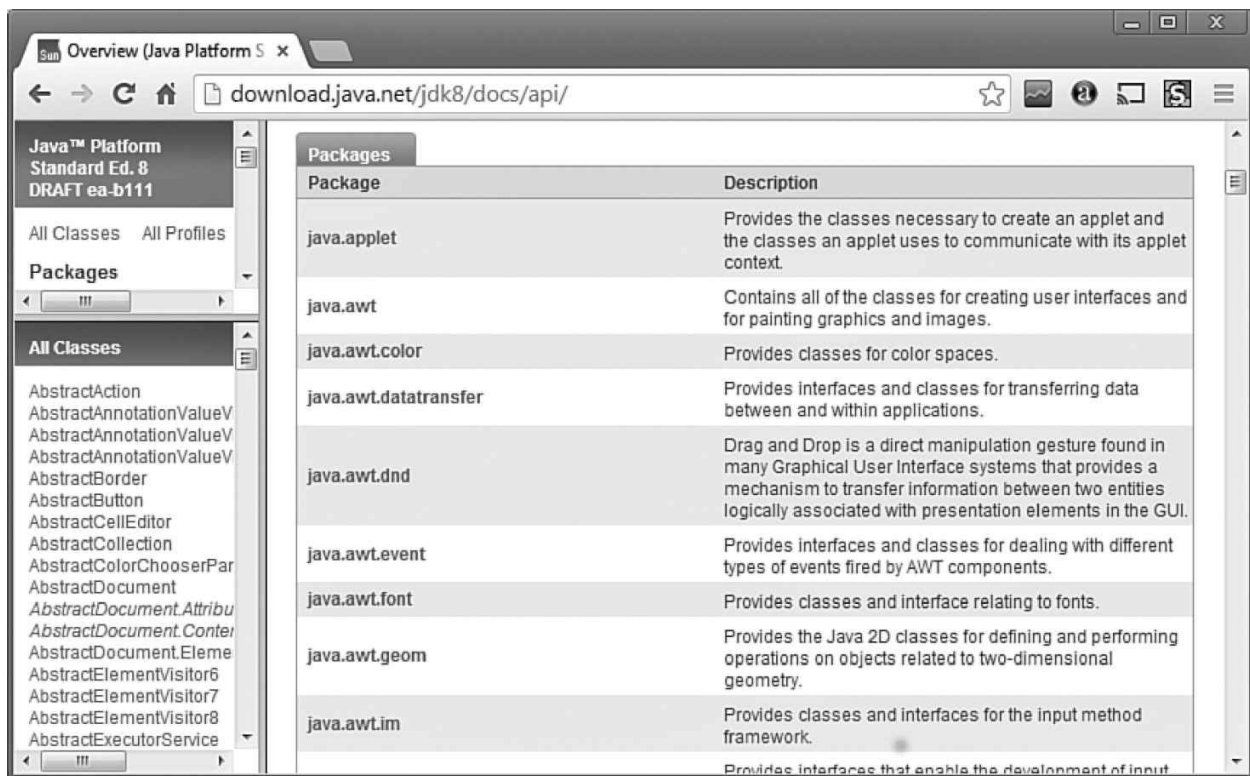 Sun Overview (Java Platform S
download.java.net/jdk8/docs/api/
Java™ Platform
Standard Ed. 8
DRAFT ea-b111
All Classes All Profiles
Packages
All Classes
AbstractAction
AbstractAnnotationValueV
AbstractAnnotationValueV
AbstractAnnotationValueV
AbstractBorder
AbstractButton
AbstractCellEditor
AbstractCollection
AbstractColorChooserPar
AbstractDocument
AbstractDocument.Attribu
AbstractDocument.Conter
AbstractDocument.Eleme
AbstractElementVisitor6
AbstractElementVisitor7
AbstractElementVisitor8
AbstractExecutorService
Packages
Package Description
java.applet
Provides the classes necessary to create an applet and
the classes an applet uses to communicate with its applet
context.
java.awt
Contains all of the classes for creating user interfaces and
for painting graphics and images.
java.awt.color
Provides classes for color spaces.
java.awt.datatransfer
Provides interfaces and classes for transferring data
between and within applications.
java.awt.dnd
Drag and Drop is a direct manipulation gesture found in
many Graphical User Interface systems that provides a
mechanism to transfer information between two entities
logically associated with presentation elements in the GUI.
java.awt.event
Provides interfaces and classes for dealing with different
types of events fired by AWT components.
java.awt.font
Provides classes and interface relating to fonts.
java.awt.geom
Provides the Java 2D classes for defining and performing
operations on objects related to two-dimensional
geometry.
java.awt.im
Provides classes and interfaces for the input method
framework.
Provides interfaces that enable the development of input